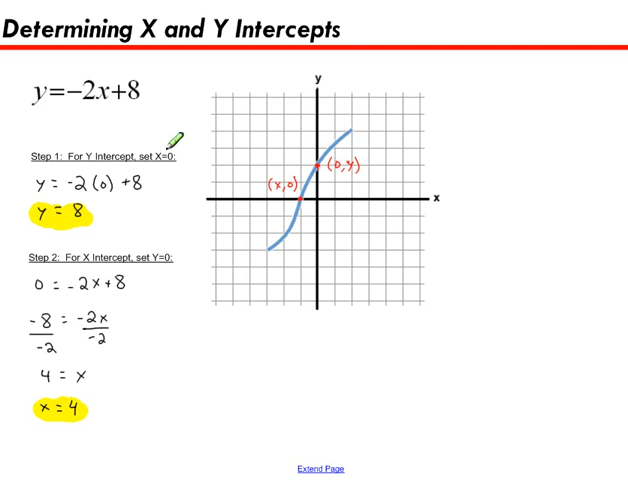 Determining X and Y Intercepts
y=−2x+8
Step 1: For Y Intercept, set X=0:
y = -2(0) +8
y = 8
Step 2: For X Intercept, set Y=0:
0 = -2x+8
-8 = -2x
-2 -2
4 = x
x = 4
y
(0,y)
(x,0)
x
Extend Page